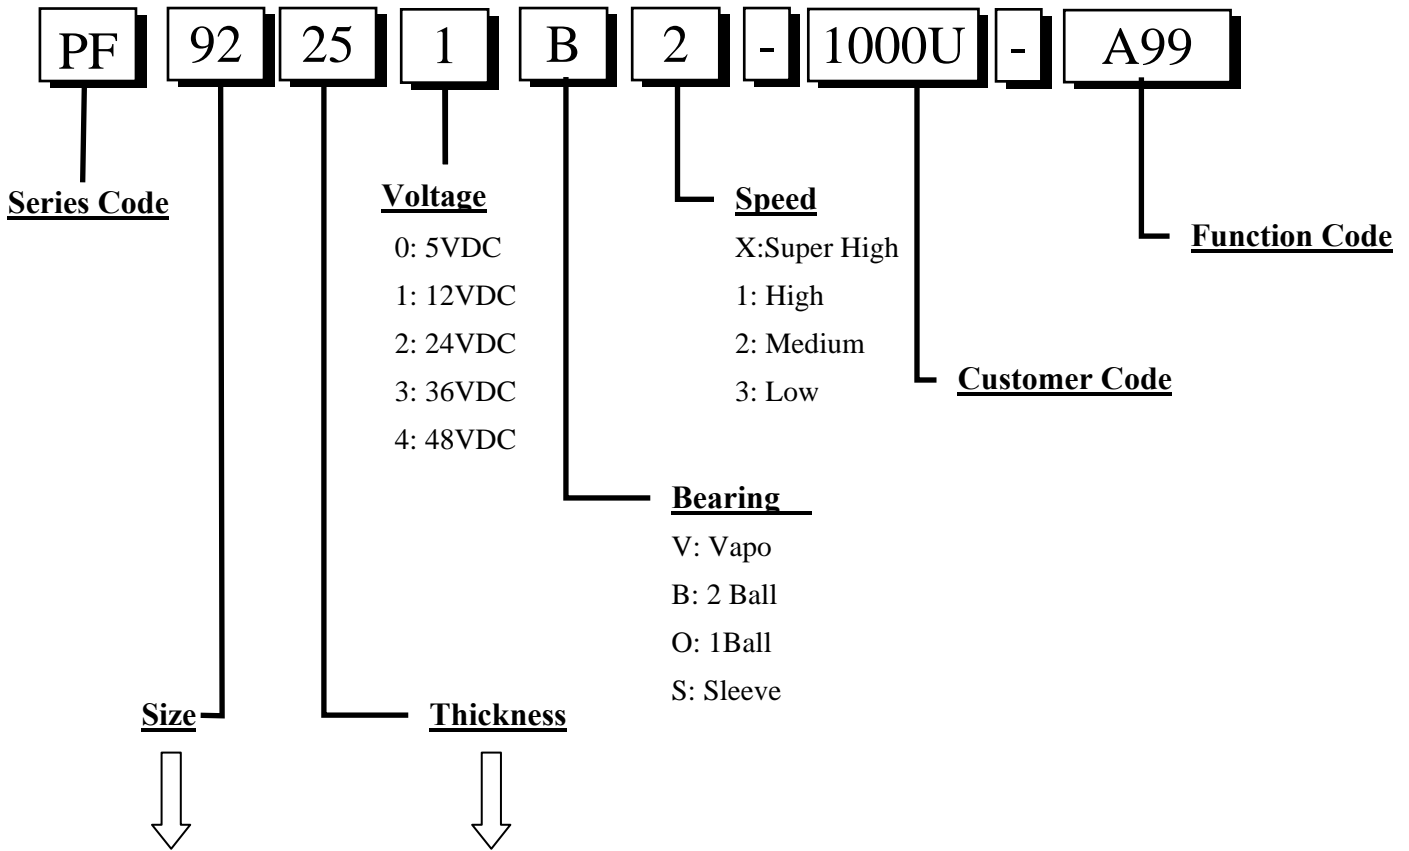 PF 92 25 1 B 2 - 1000U - A99
Series Code
Voltage
0: 5VDC
1: 12VDC
2: 24VDC
3: 36VDC
4: 48VDC
Speed
X:Super High
1: High
2: Medium
3: Low
Function Code
Customer Code
Bearing
V: Vapo
B: 2 Ball
O: 1Ball
S: Sleeve
Size
Thickness